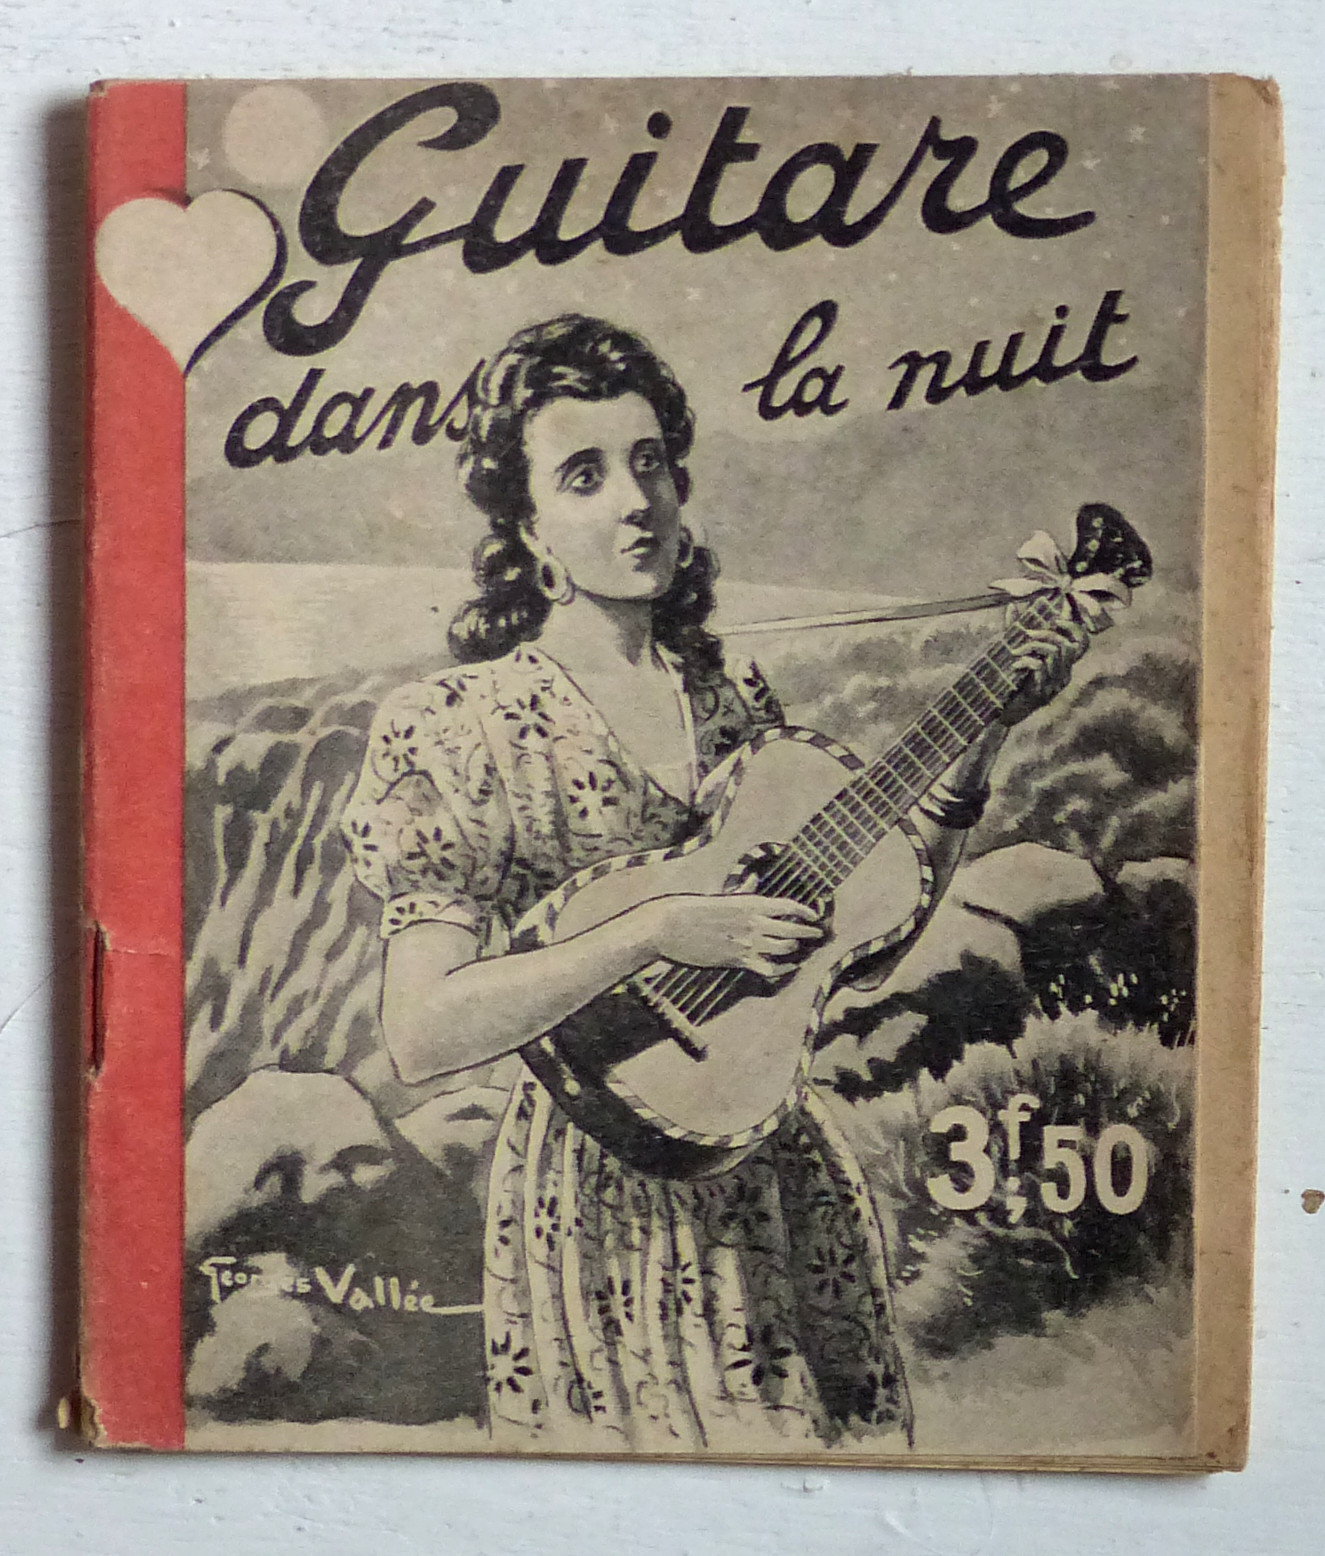 Guitare
dans la nuit
3f,50
Georges Vallée